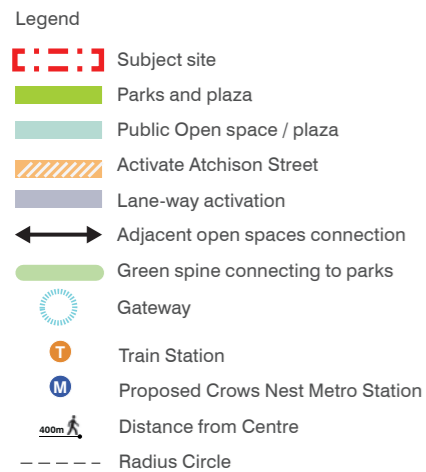 Legend
Subject site
Parks and plaza
Public Open space / plaza
Activate Atchison Street
Lane-way activation
Adjacent open spaces connection
Green spine connecting to parks
Gateway
T Train Station
M Proposed Crows Nest Metro Station
400m Distance from Centre
Radius Circle